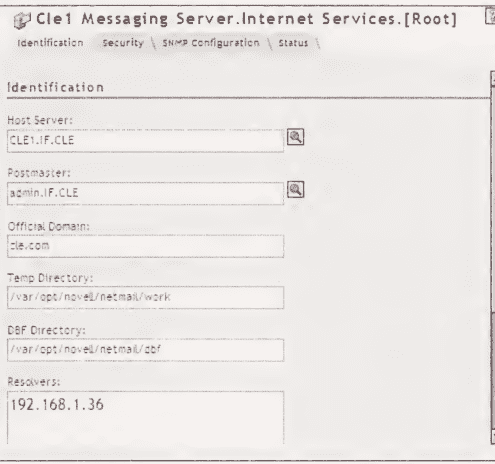 Cle1 Messaging Server.Internet Services.[Root]
Identification Security \ SNMP Configuration \ Status \
Identification
Host Server:
CLE1.IF.CLE
Postmaster:
admin.IF.CLE
Official Domain:
cle.com
Temp Directory:
/var/opt/novell/netmail/work
DBF Directory:
/var/opt/novell/netmail/dbf
Resolvers:
192.168.1.36